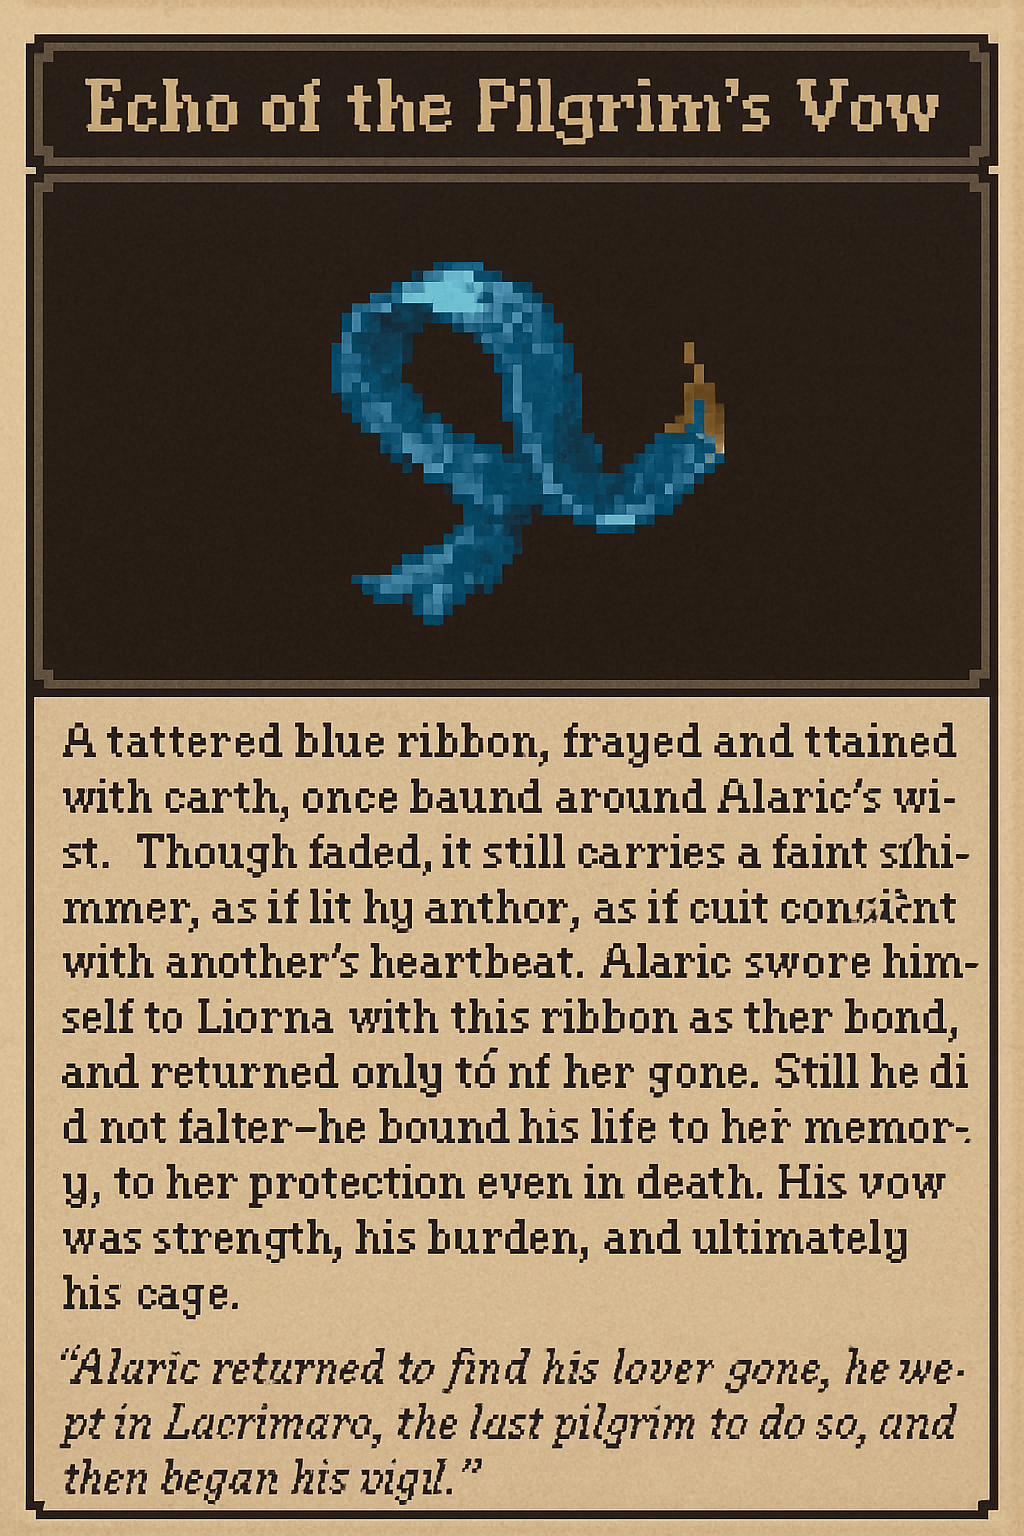 Echo of the Pilgrim's Vow
A tattered blue ribbon, frayed and ttained
with carth, once baund around Alaric's wi-
st. Though faded, it still carries a faint sthi-
mmer, as if lit hy anthor, as if cuit
with another's heartbeat. Alaric swore him-
self to Liorna with this ribbon as ther bond,
and returned only tó nf her gone. Still he di
d not falter–he bound his life to her memor-
y, to her protection even in death. His vow
was strength, his burden, and ultimately
his cage.
"Alaric returned to find his lover gone, he we-
pt in Lacrimaro, the last pilgrim to do so, and
then began his vigil."